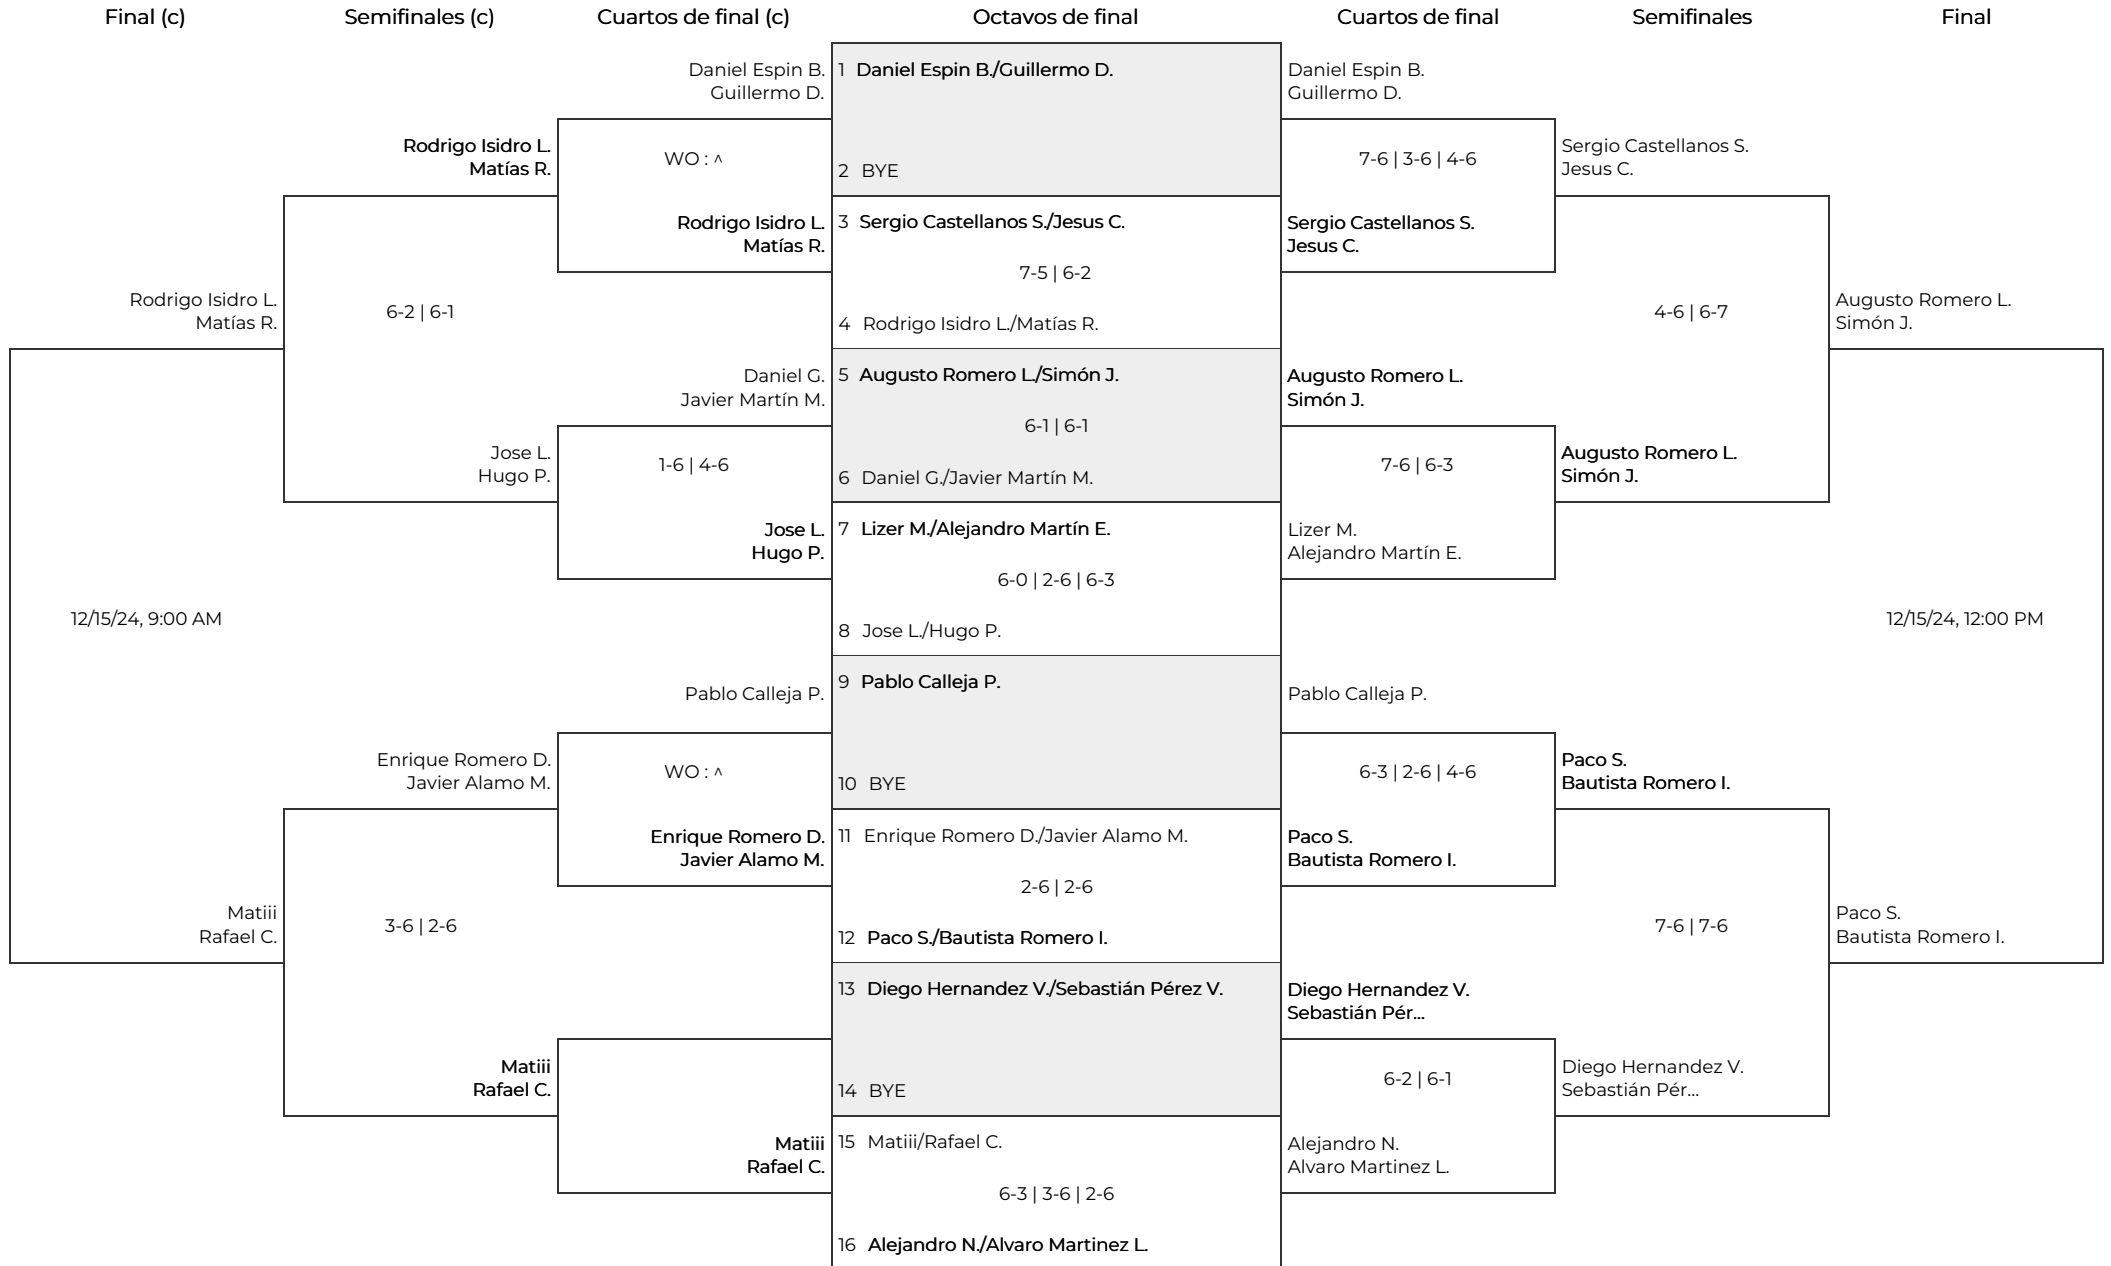 Final (c)
Semifinales (c)
Cuartos de final (c)
Octavos de final
Cuartos de final
Semifinales
Final
Rodrigo Isidro L.
Matías R.
12/15/24, 9:00 AM
Matiii
Rafael C.
Rodrigo Isidro L.
Matías R.
6-2 | 6-1
Jose L.
Hugo P.
Enrique Romero D.
Javier Alamo M.
3-6 | 2-6
Matiii
Rafael C.
Daniel Espin B.
Guillermo D.
WO : ^
Rodrigo Isidro L.
Matías R.
Daniel G.
Javier Martín M.
1-6 | 4-6
Jose L.
Hugo P.
Pablo Calleja P.
WO : ^
Enrique Romero D.
Javier Alamo M.
Matiii
Rafael C.
1 Daniel Espin B./Guillermo D.
2 BYE
3 Sergio Castellanos S./Jesus C.
7-5 | 6-2
4 Rodrigo Isidro L./Matías R.
5 Augusto Romero L./Simón J.
6-1 | 6-1
6 Daniel G./Javier Martín M.
7 Lizer M./Alejandro Martín E.
6-0 | 2-6 | 6-3
8 Jose L./Hugo P.
9 Pablo Calleja P.
10 BYE
11 Enrique Romero D./Javier Alamo M.
2-6 | 2-6
12 Paco S./Bautista Romero I.
13 Diego Hernandez V./Sebastián Pérez V.
14 BYE
15 Matiii/Rafael C.
6-3 | 3-6 | 2-6
16 Alejandro N./Alvaro Martinez L.
Daniel Espin B.
Guillermo D.
7-6 | 3-6 | 4-6
Sergio Castellanos S.
Jesus C.
Augusto Romero L.
Simón J.
7-6 | 6-3
Lizer M.
Alejandro Martín E.
Pablo Calleja P.
6-3 | 2-6 | 4-6
Paco S.
Bautista Romero I.
Diego Hernandez V.
Sebastián Pér...
6-2 | 6-1
Alejandro N.
Alvaro Martinez L.
Sergio Castellanos S.
Jesus C.
4-6 | 6-7
Augusto Romero L.
Simón J.
Paco S.
Bautista Romero I.
7-6 | 7-6
Diego Hernandez V.
Sebastián Pér...
Augusto Romero L.
Simón J.
12/15/24, 12:00 PM
Paco S.
Bautista Romero I.